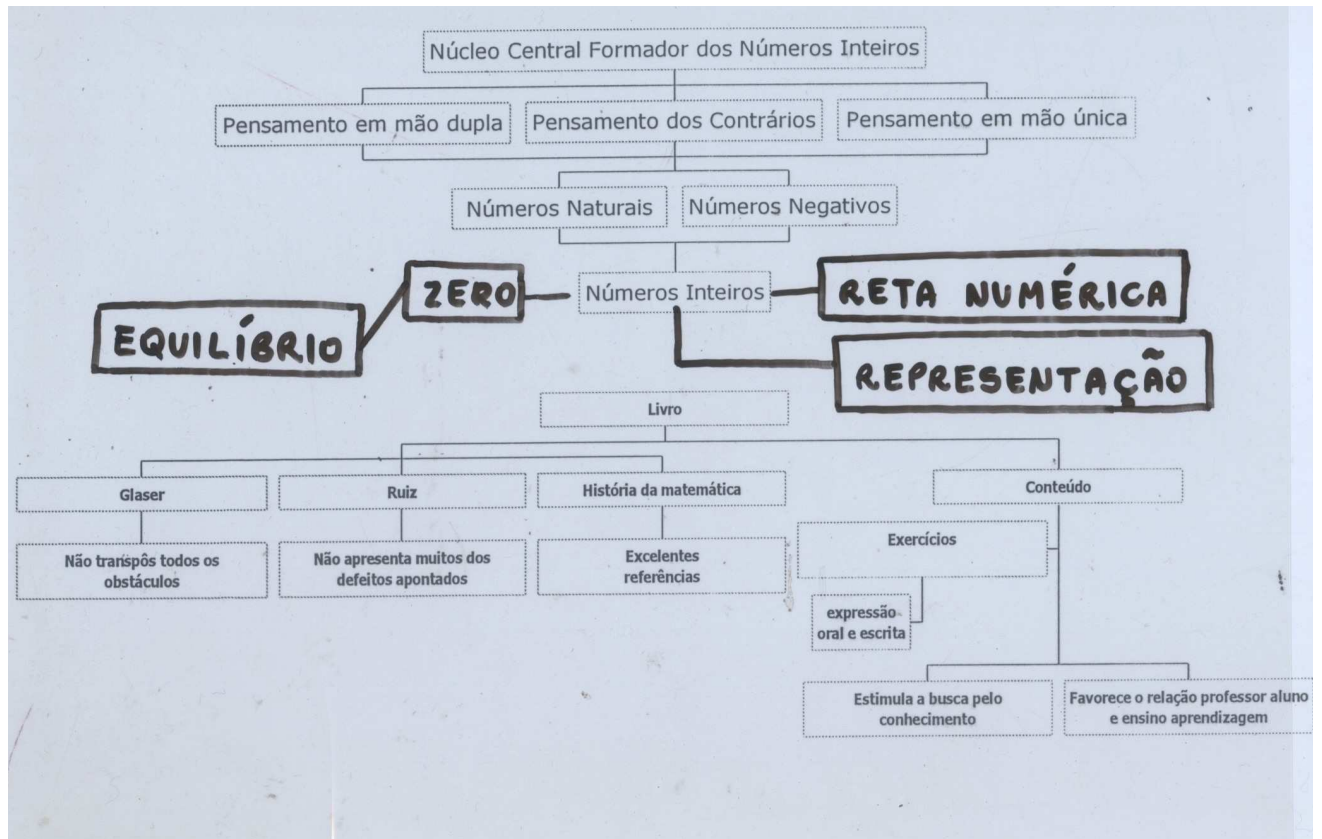 Núcleo Central Formador dos Números Inteiros
Pensamento em mão dupla
Pensamento dos Contrários
Pensamento em mão única
Números Naturais
Números Negativos
EQUILÍBRIO
ZERO
Números Inteiros
RETA NUMÉRICA
REPRESENTAÇÃO
Livro
Glaser
Ruiz
História da matemática
Conteúdo
Não transpôs todos os
obstáculos
Não apresenta muitos dos
defeitos apontados
Excelentes
referências
Exercícios
expressão
oral e escrita
Estimula a busca pelo
conhecimento
Favorece o relação professor aluno
e ensino aprendizagem